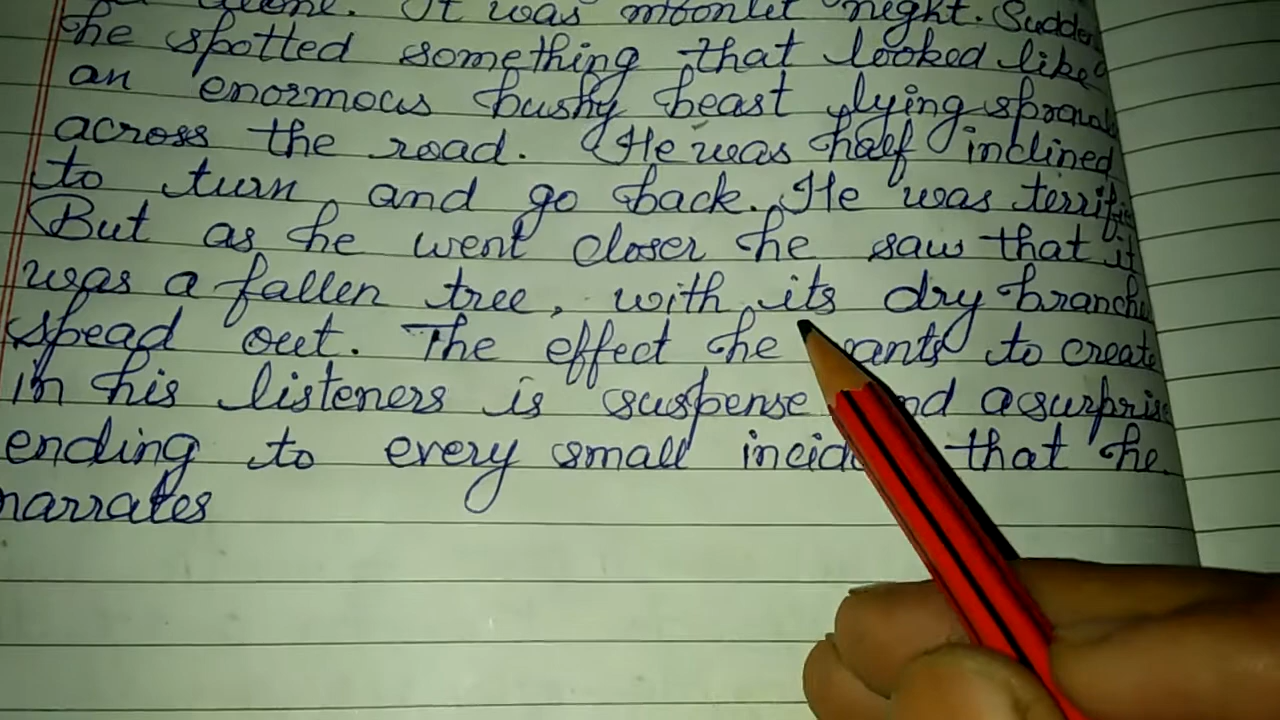 alone. It was moonlit night. Sudden
he spotted something that looked like
an enormous bushy beast lying sprawl
across the road. He was half inclined
to turn and go back. He was terrifi
But as he went closer he saw that it
was a fallen tree, with its dry branche
spead out. The effect he wants to create
in his listeners is suspense and a surprise
ending to every small incid that he
narrates